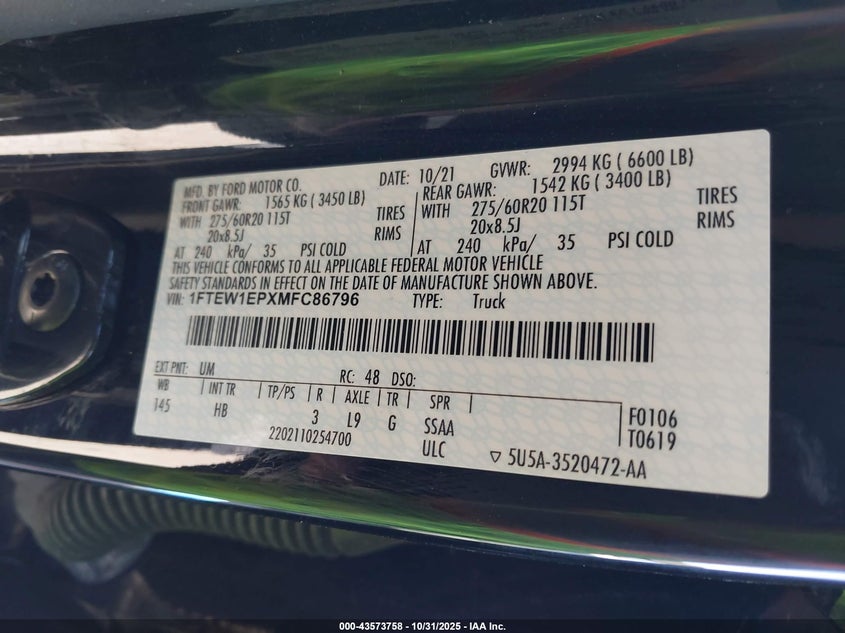 MFD. BY FORD MOTOR CO. DATE: 10/21 GVWR: 2994 KG ( 6600 LB)
FRONT GAWR: 1565 KG ( 3450 LB) REAR GAWR: 1542 KG ( 3400 LB)
WITH 275/60R20 115T TIRES WITH 275/60R20 115T TIRES
20x8.5J RIMS 20x8.5J RIMS
AT 240 kPa/ 35 PSI COLD AT 240 kPa/ 35 PSI COLD
THIS VEHICLE CONFORMS TO ALL APPLICABLE FEDERAL MOTOR VEHICLE
SAFETY STANDARDS IN EFFECT ON THE DATE OF MANUFACTURE SHOWN ABOVE.
VIN: 1FTEW1EPXMFC86796 TYPE: Truck
EXT PNT: UM RC: 48 DSO:
WB INT TR TP/PS R AXLE TR SPR
145 HB 3 L9 G SSAA F0106
2202110254700 ULC T0619
▽ 5U5A-3520472-AA
000-43573758 - 10/31/2025 - IAA Inc.